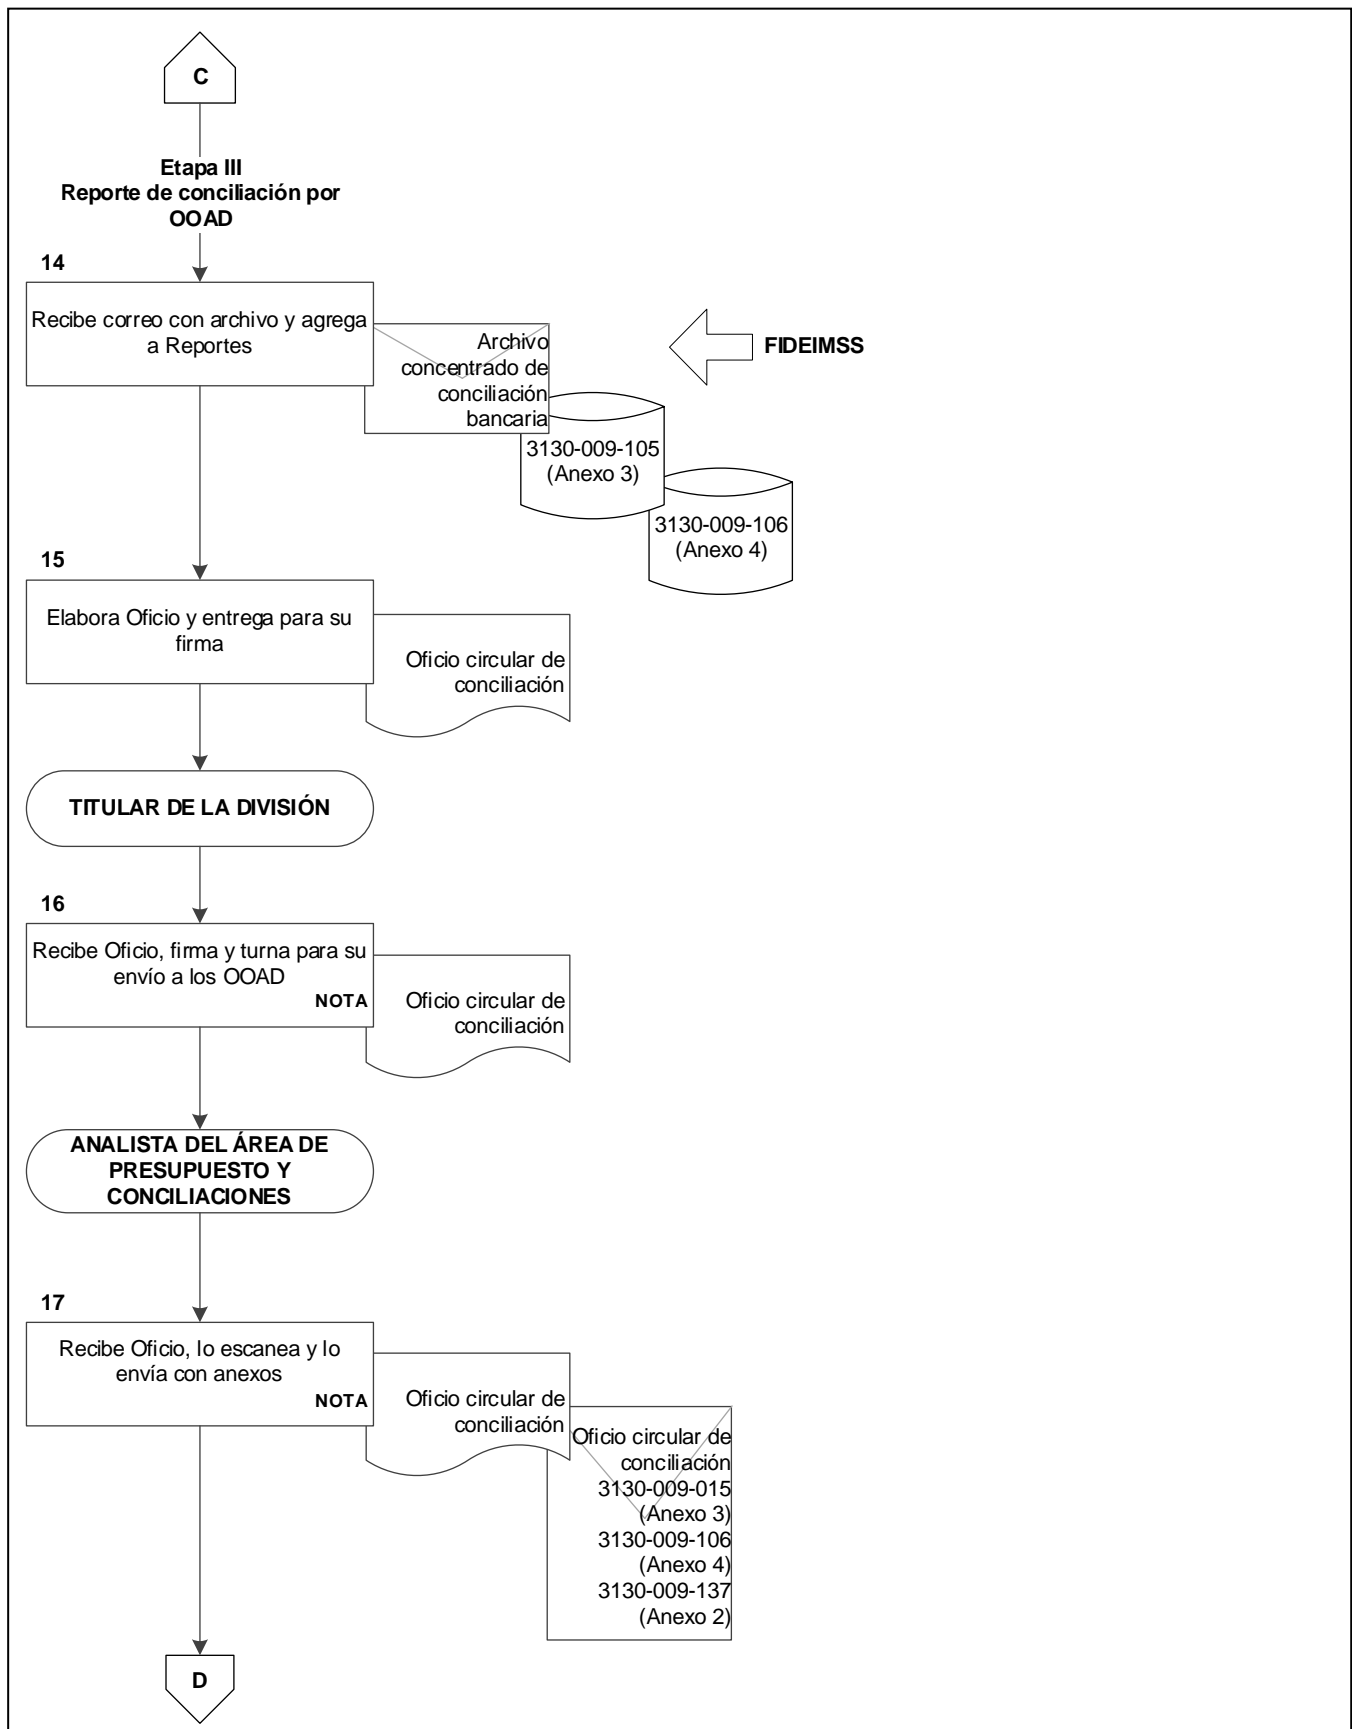 C
Etapa III
Reporte de conciliación por
OOAD
14
Recibe correo con archivo y agrega
a Reportes
Archivo
concentrado de
conciliación
bancaria
FIDEIMSS
3130-009-105
(Anexo 3)
3130-009-106
(Anexo 4)
15
Elabora Oficio y entrega para su
firma
Oficio circular de
conciliación
TITULAR DE LA DIVISIÓN
16
Recibe Oficio, firma y turna para su
envío a los OOAD
NOTA
Oficio circular de
conciliación
ANALISTA DEL ÁREA DE
PRESUPUESTO Y
CONCILIACIONES
17
Recibe Oficio, lo escanea y lo
envía con anexos
NOTA
Oficio circular de
conciliación
Oficio circular de
conciliación
3130-009-015
(Anexo 3)
3130-009-106
(Anexo 4)
3130-009-137
(Anexo 2)
D